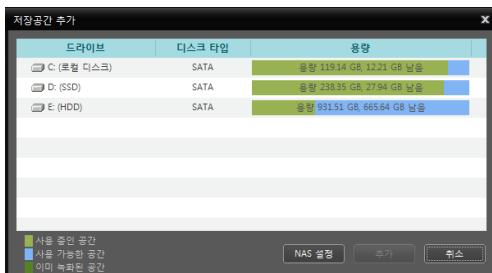 저장공간 추가
x
드라이브 디스크 타입 용량
C: (로컬 디스크) SATA 용량 119.14 GB, 12.21 GB 남음
D: (SSD) SATA 용량 238.35 GB, 27.94 GB 남음
E: (HDD) SATA 용량 931.51 GB, 665.64 GB 남음
사용 중인 공간
사용 가능한 공간
이미 녹화된 공간
NAS 설정 추가 취소